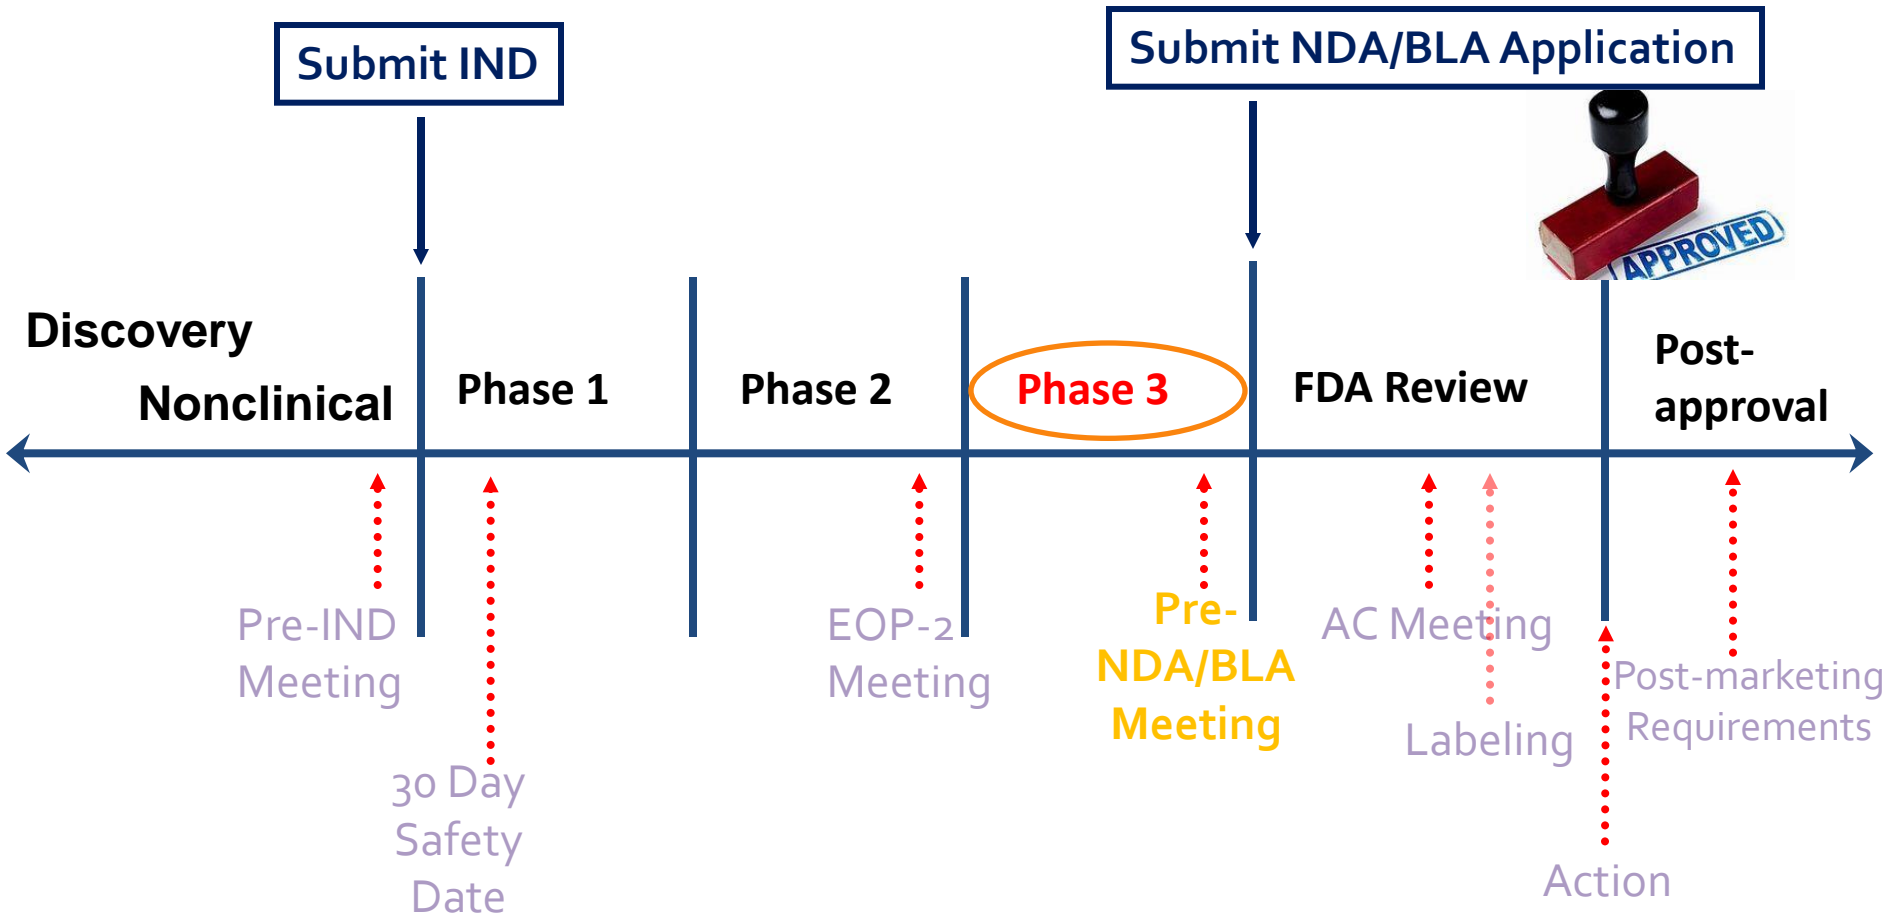 Submit IND
Submit NDA/BLA Application
APPROVED
Discovery
Nonclinical
Phase 1
Phase 2
Phase 3
FDA Review
Post-
approval
Pre-IND
Meeting
30 Day
Safety
Date
EOP-2
Meeting
Pre-
NDA/BLA
Meeting
AC Meeting
Labeling
Action
Post-marketing
Requirements